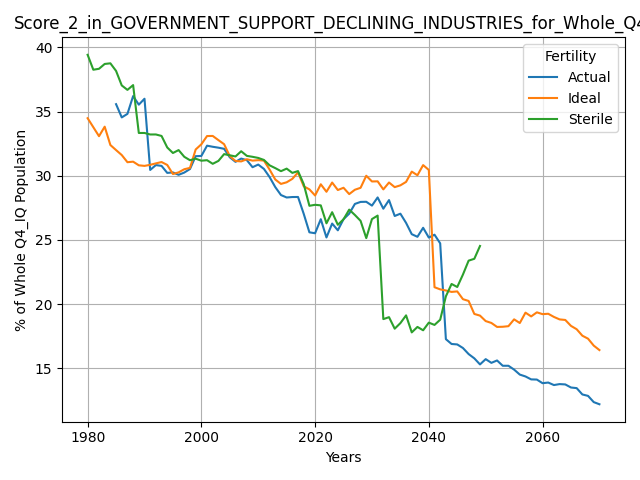 Score_2_in_GOVERNMENT_SUPPORT_DECLINING_INDUSTRIES_for_Whole_Q4
40
35
30
25
20
15
% of Whole Q4_IQ Population
Fertility
Actual
Ideal
Sterile
1980 2000 2020 2040 2060
Years